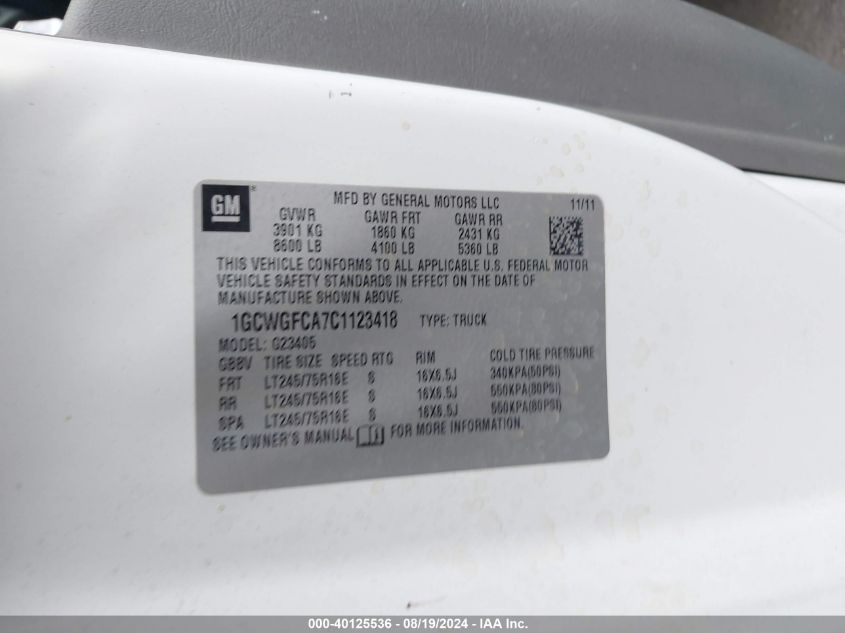 GM
MFD BY GENERAL MOTORS LLC 11/11
GVWR GAWR FRT GAWR RR
3901 KG 1860 KG 2431 KG
8600 LB 4100 LB 5360 LB
THIS VEHICLE CONFORMS TO ALL APPLICABLE U.S. FEDERAL MOTOR
VEHICLE SAFETY STANDARDS IN EFFECT ON THE DATE OF
MANUFACTURE SHOWN ABOVE.
1GCWGFCA7C1123418 TYPE: TRUCK
MODEL: G23405
GBBV TIRE SIZE SPEED RTG RIM COLD TIRE PRESSURE
FRT LT245/75R16E S 16X6.5J 340KPA(50PSI)
RR LT245/75R16E S 16X6.5J 550KPA(80PSI)
SPA LT245/75R16E S 16X6.5J 550KPA(80PSI)
SEE OWNER'S MANUAL FOR MORE INFORMATION.
000-40125536 - 08/19/2024 - IAA Inc.